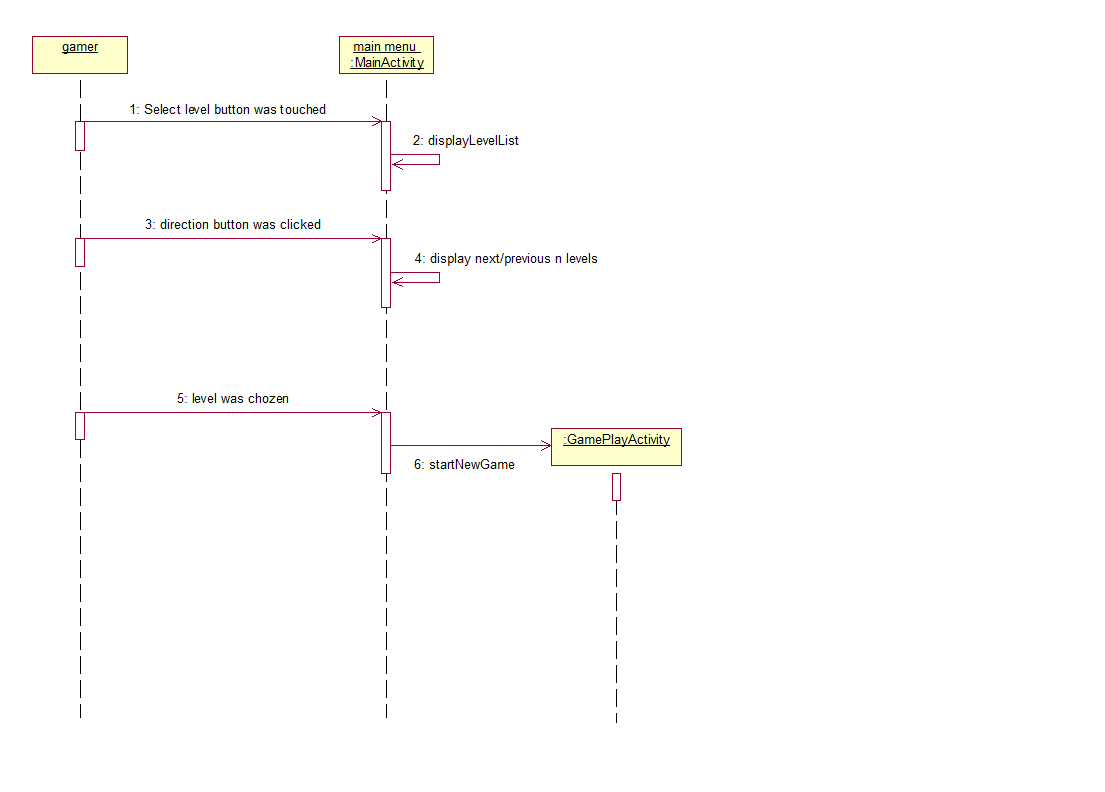 gamer
main menu
:MainActivity
1: Select level button was touched
2: displayLevelList
3: direction button was clicked
4: display next/previous n levels
5: level was chozen
:GamePlayActivity
6: startNewGame